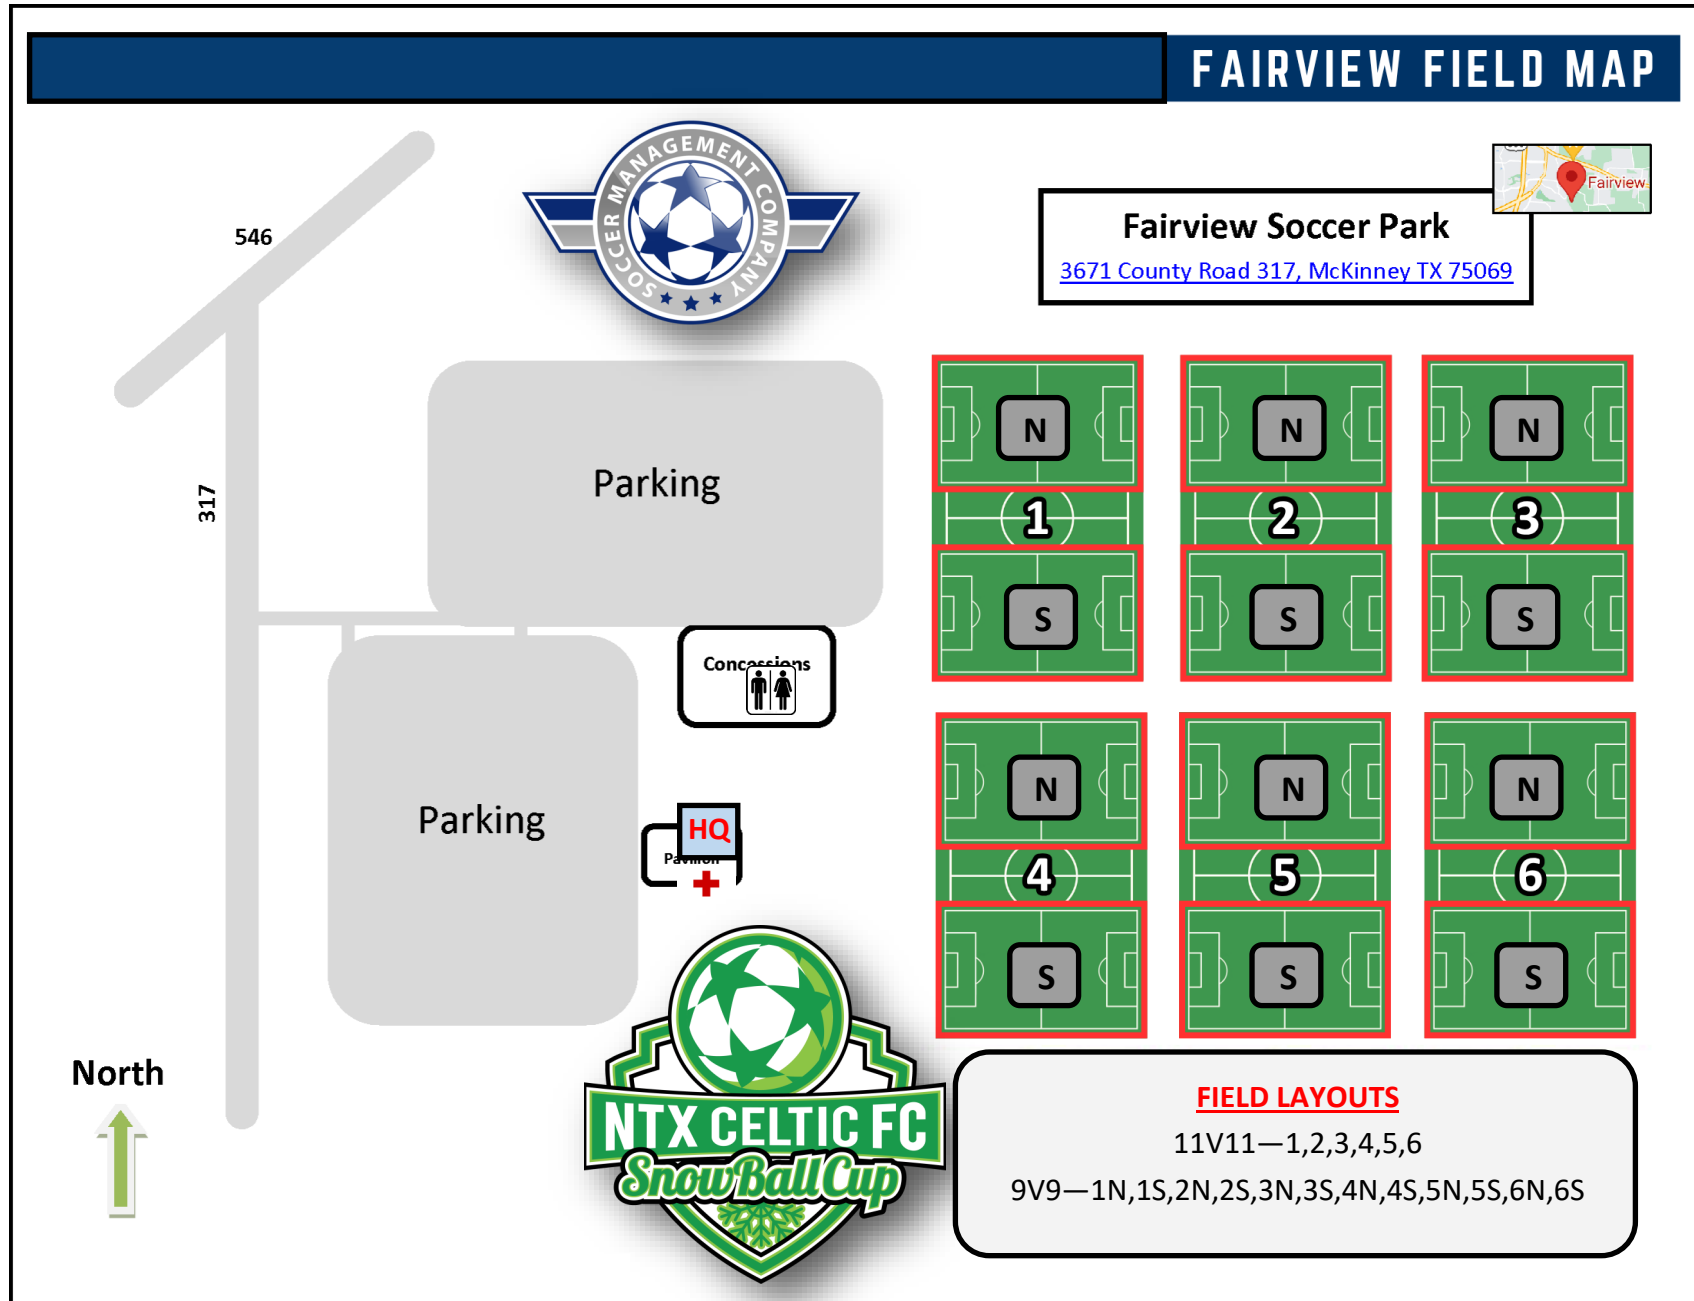 FAIRVIEW FIELD MAP
SOCCER MANAGEMENT COMPANY
Fairview
Fairview Soccer Park
3671 County Road 317, McKinney TX 75069
546
317
Parking
N
N
N
1
2
3
S
S
S
Concessions
Parking
HQ
Pavilion
N
N
N
4
5
6
S
S
S
North
NTX CELTIC FC
SnowBallCup
FIELD LAYOUTS
11V11—1,2,3,4,5,6
9V9—1N,1S,2N,2S,3N,3S,4N,4S,5N,5S,6N,6S